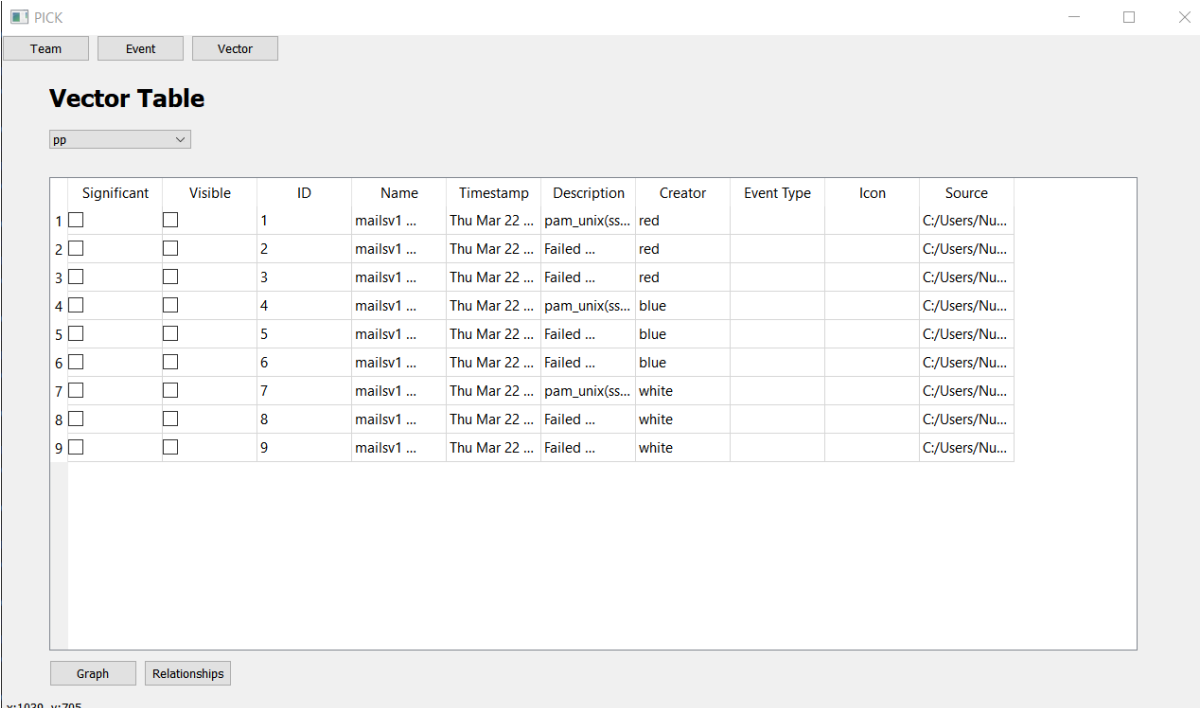 PICK
Team Event Vector
Vector Table
pp
Significant Visible ID Name Timestamp Description Creator Event Type Icon Source
1 1 mailsv1 ... Thu Mar 22 ... pam_unix(ss... red C:/Users/Nu...
2 2 mailsv1 ... Thu Mar 22 ... Failed ... red C:/Users/Nu...
3 3 mailsv1 ... Thu Mar 22 ... Failed ... red C:/Users/Nu...
4 4 mailsv1 ... Thu Mar 22 ... pam_unix(ss... blue C:/Users/Nu...
5 5 mailsv1 ... Thu Mar 22 ... Failed ... blue C:/Users/Nu...
6 6 mailsv1 ... Thu Mar 22 ... Failed ... blue C:/Users/Nu...
7 7 mailsv1 ... Thu Mar 22 ... pam_unix(ss... white C:/Users/Nu...
8 8 mailsv1 ... Thu Mar 22 ... Failed ... white C:/Users/Nu...
9 9 mailsv1 ... Thu Mar 22 ... Failed ... white C:/Users/Nu...
Graph Relationships